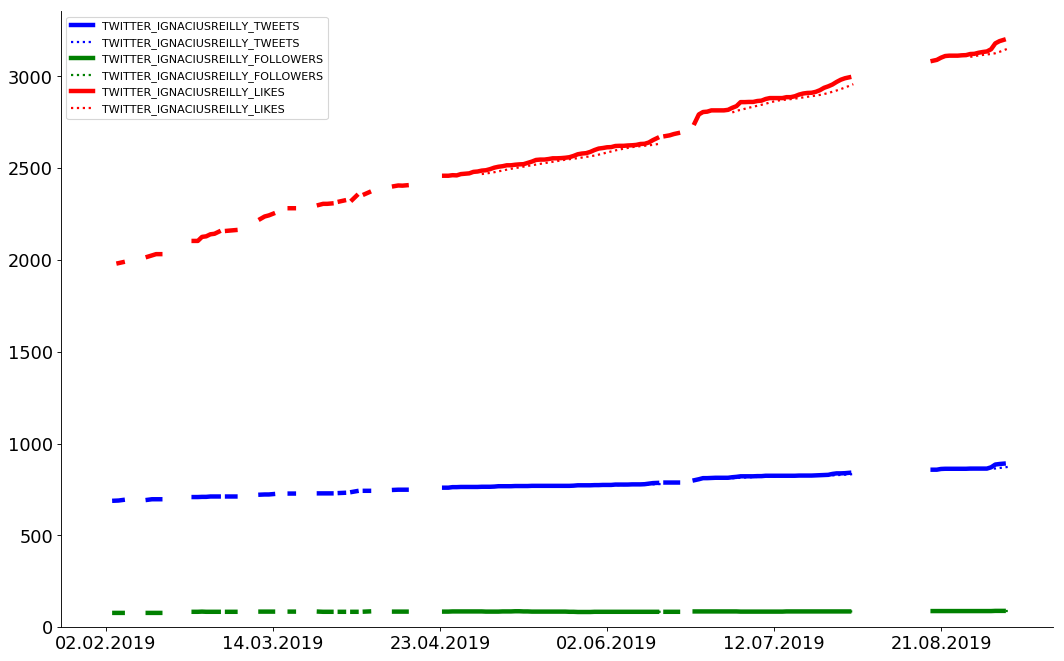 TWITTER_IGNACIUSREILLY_TWEETS
TWITTER_IGNACIUSREILLY_TWEETS
TWITTER_IGNACIUSREILLY_FOLLOWERS
TWITTER_IGNACIUSREILLY_FOLLOWERS
TWITTER_IGNACIUSREILLY_LIKES
TWITTER_IGNACIUSREILLY_LIKES
3000
2500
2000
1500
1000
500
0
02.02.2019 14.03.2019 23.04.2019 02.06.2019 12.07.2019 21.08.2019